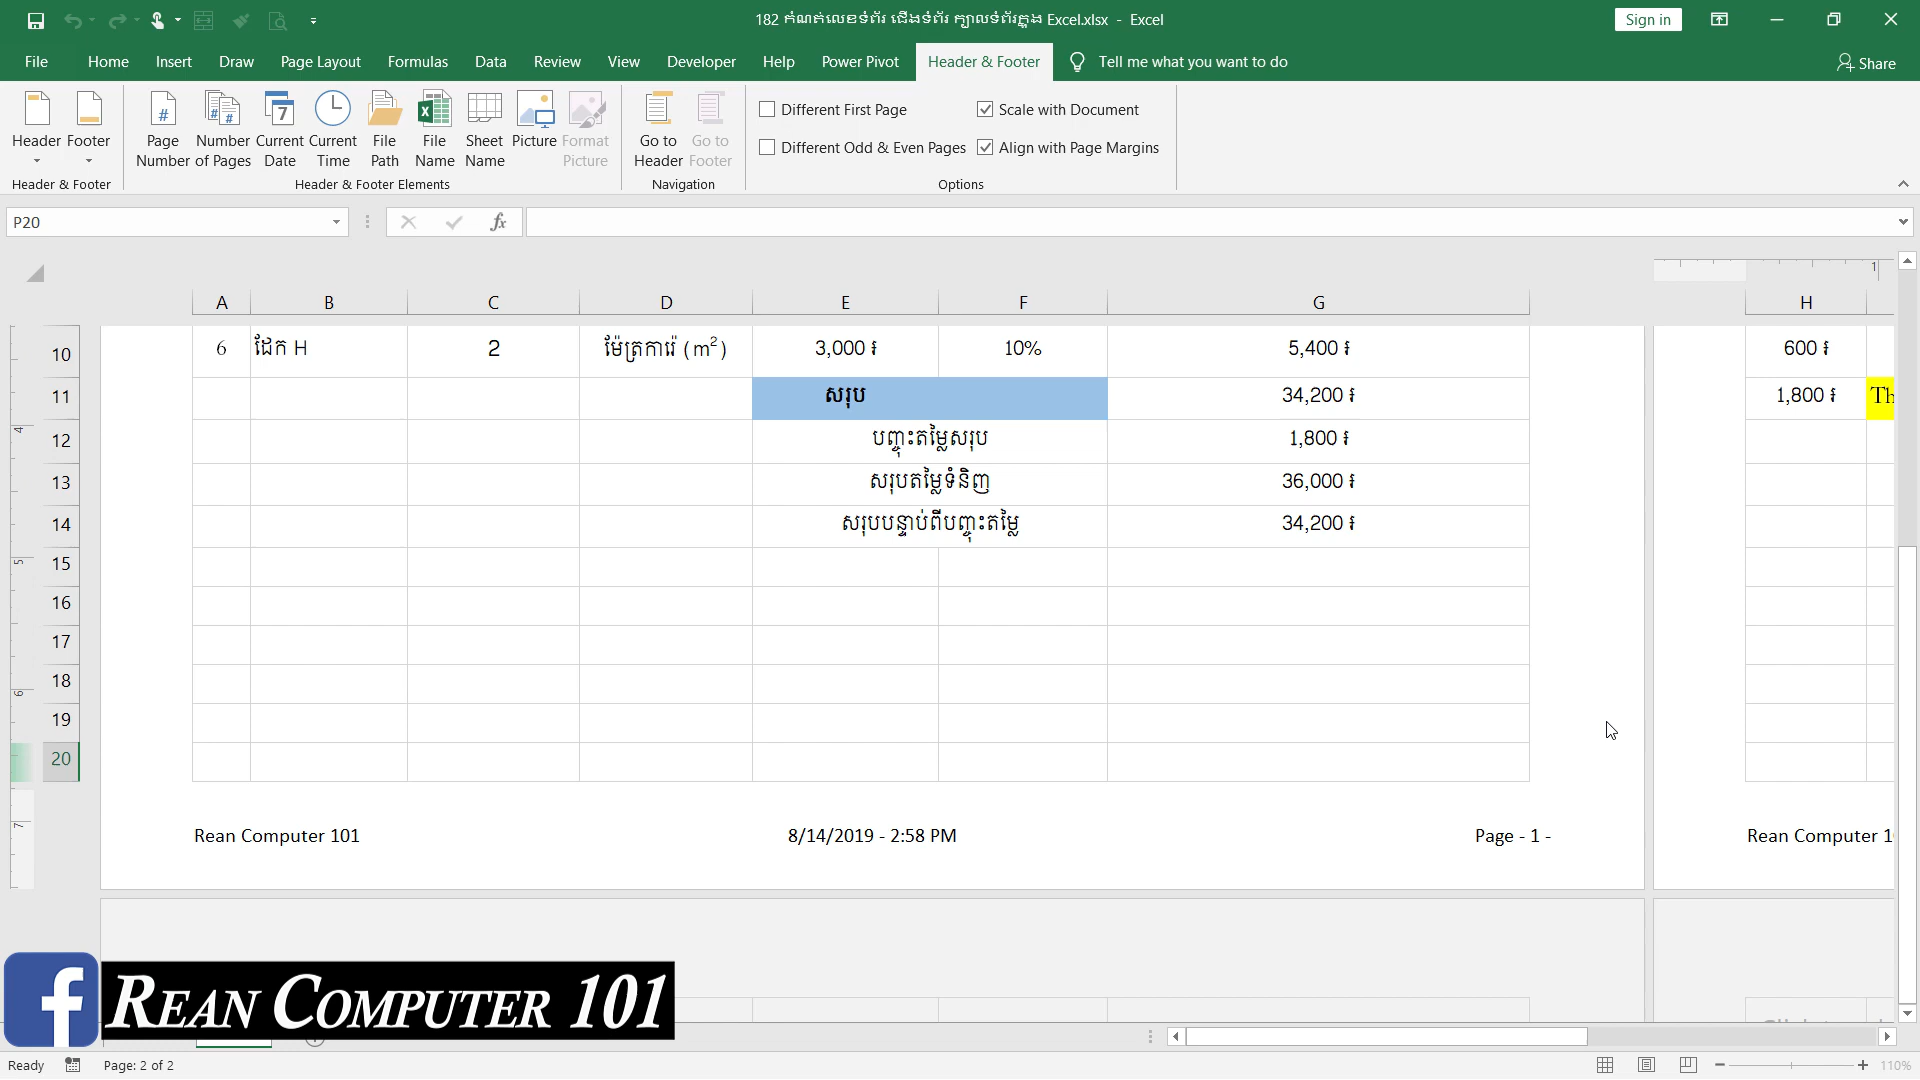 182 កំណត់លេខទំព័រ ជើងទំព័រ ក្បាលទំព័រក្នុង Excel.xlsx - Excel
Sign in
File Home Insert Draw Page Layout Formulas Data Review View Developer Help Power Pivot Header & Footer Tell me what you want to do Share
Header Footer
Header & Footer
Page Number
Number of Pages
Current Date
Current Time
File Path
File Name
Sheet Name
Picture
Format Picture
Header & Footer Elements
Go to Header
Go to Footer
Navigation
Different First Page
Scale with Document
Different Odd & Even Pages
Align with Page Margins
Options
P20
fx
A B C D E F G H
10 6 ដែក H 2 ម៉ែត្រការ៉េ (m²) 3,000 ៛ 10% 5,400 ៛ 600 ៛
11 សរុប 34,200 ៛ 1,800 ៛ Th
12 បញ្ចុះតម្លៃសរុប 1,800 ៛
13 សរុបតម្លៃទំនិញ 36,000 ៛
14 សរុបបន្ទាប់ពីបញ្ចុះតម្លៃ 34,200 ៛
15
16
17
18
19
20
Rean Computer 101 8/14/2019 - 2:58 PM Page - 1 - Rean Computer 1
REAN COMPUTER 101
Ready Page: 2 of 2 110%